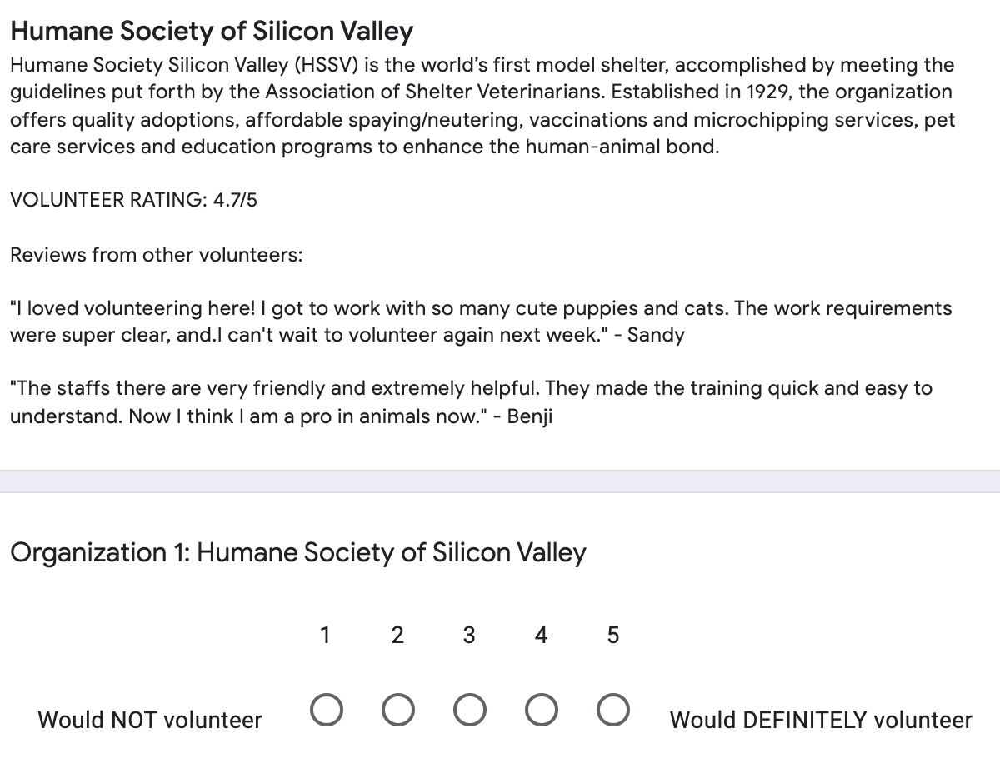 Humane Society of Silicon Valley
Humane Society Silicon Valley (HSSV) is the world’s first model shelter, accomplished by meeting the
guidelines put forth by the Association of Shelter Veterinarians. Established in 1929, the organization
offers quality adoptions, affordable spaying/neutering, vaccinations and microchipping services, pet
care services and education programs to enhance the human-animal bond.
VOLUNTEER RATING: 4.7/5
Reviews from other volunteers:
"I loved volunteering here! I got to work with so many cute puppies and cats. The work requirements
were super clear, and.I can't wait to volunteer again next week." - Sandy
"The staffs there are very friendly and extremely helpful. They made the training quick and easy to
understand. Now I think I am a pro in animals now." - Benji
Organization 1: Humane Society of Silicon Valley
1 2 3 4 5
Would NOT volunteer Would DEFINITELY volunteer